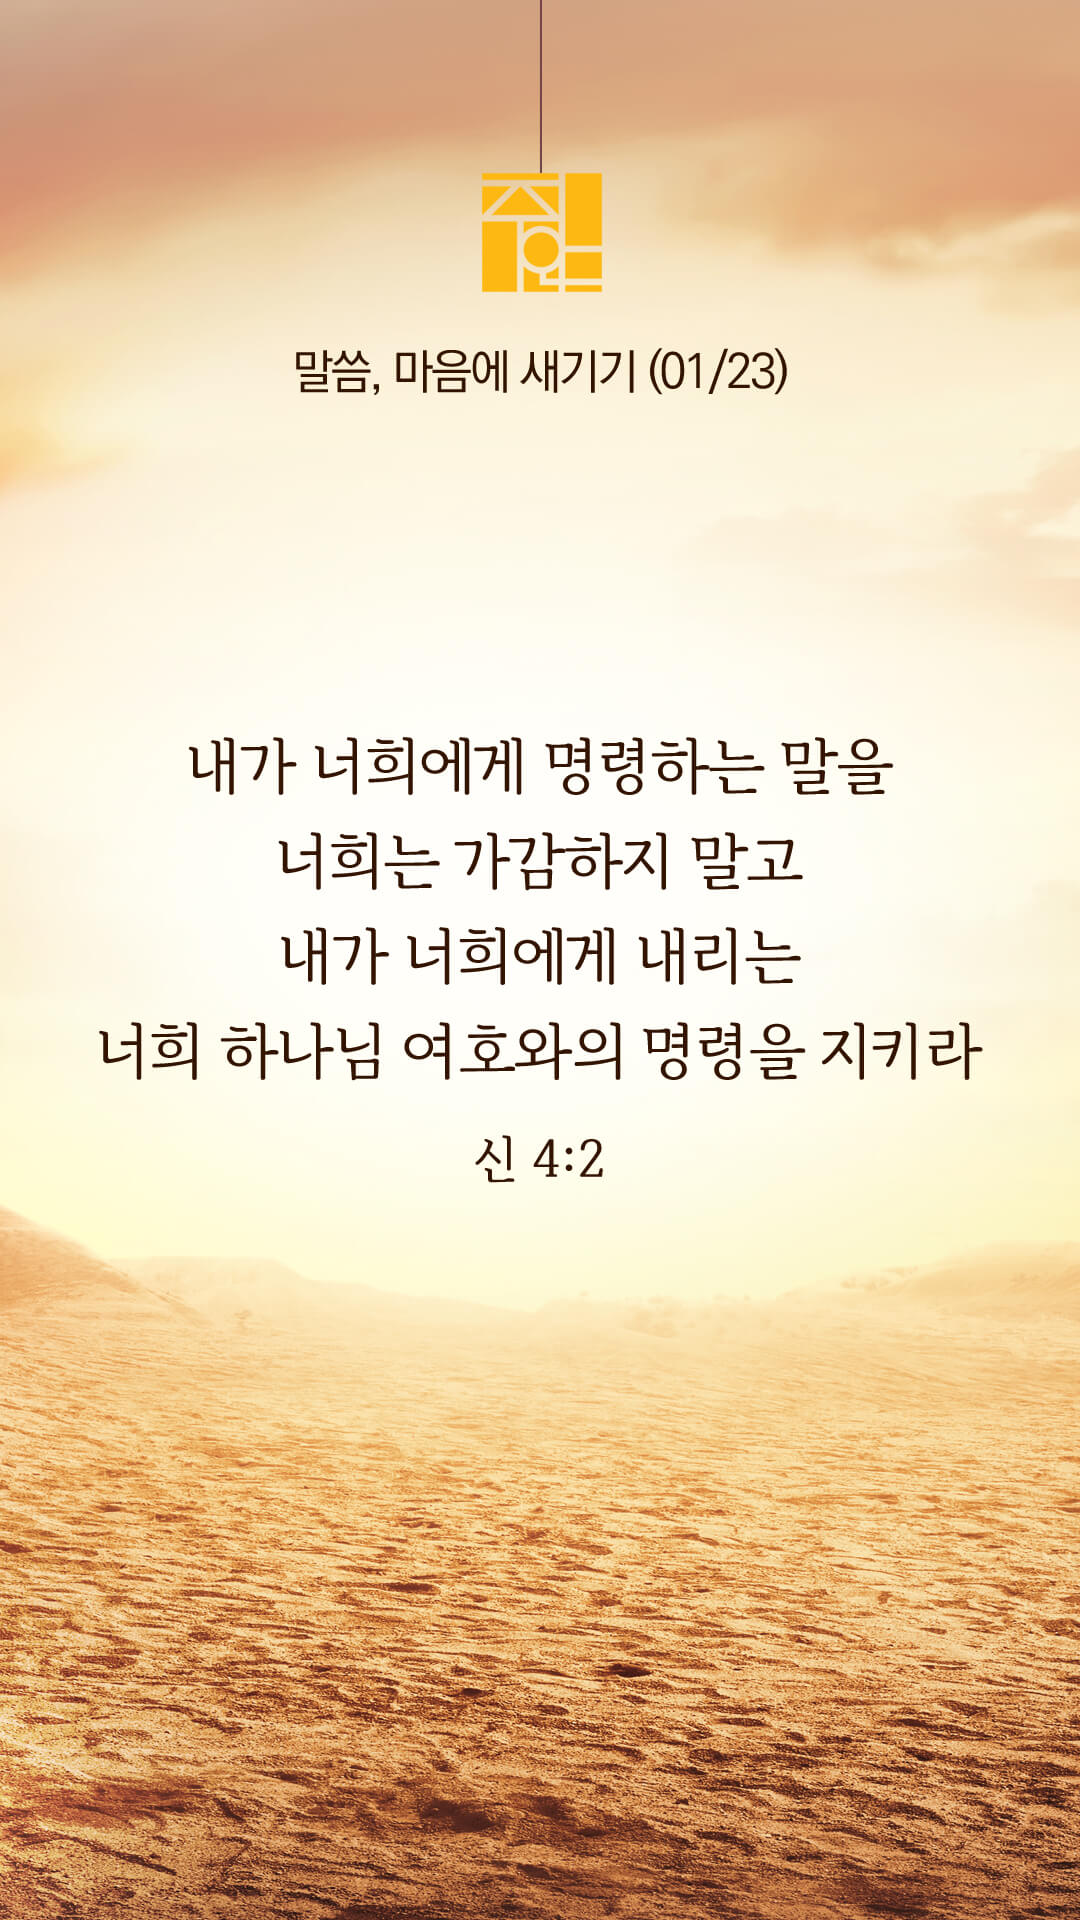 말씀, 마음에 새기기 (01/23)
내가 너희에게 명령하는 말을
너희는 가감하지 말고
내가 너희에게 내리는
너희 하나님 여호와의 명령을 지키라
신 4:2